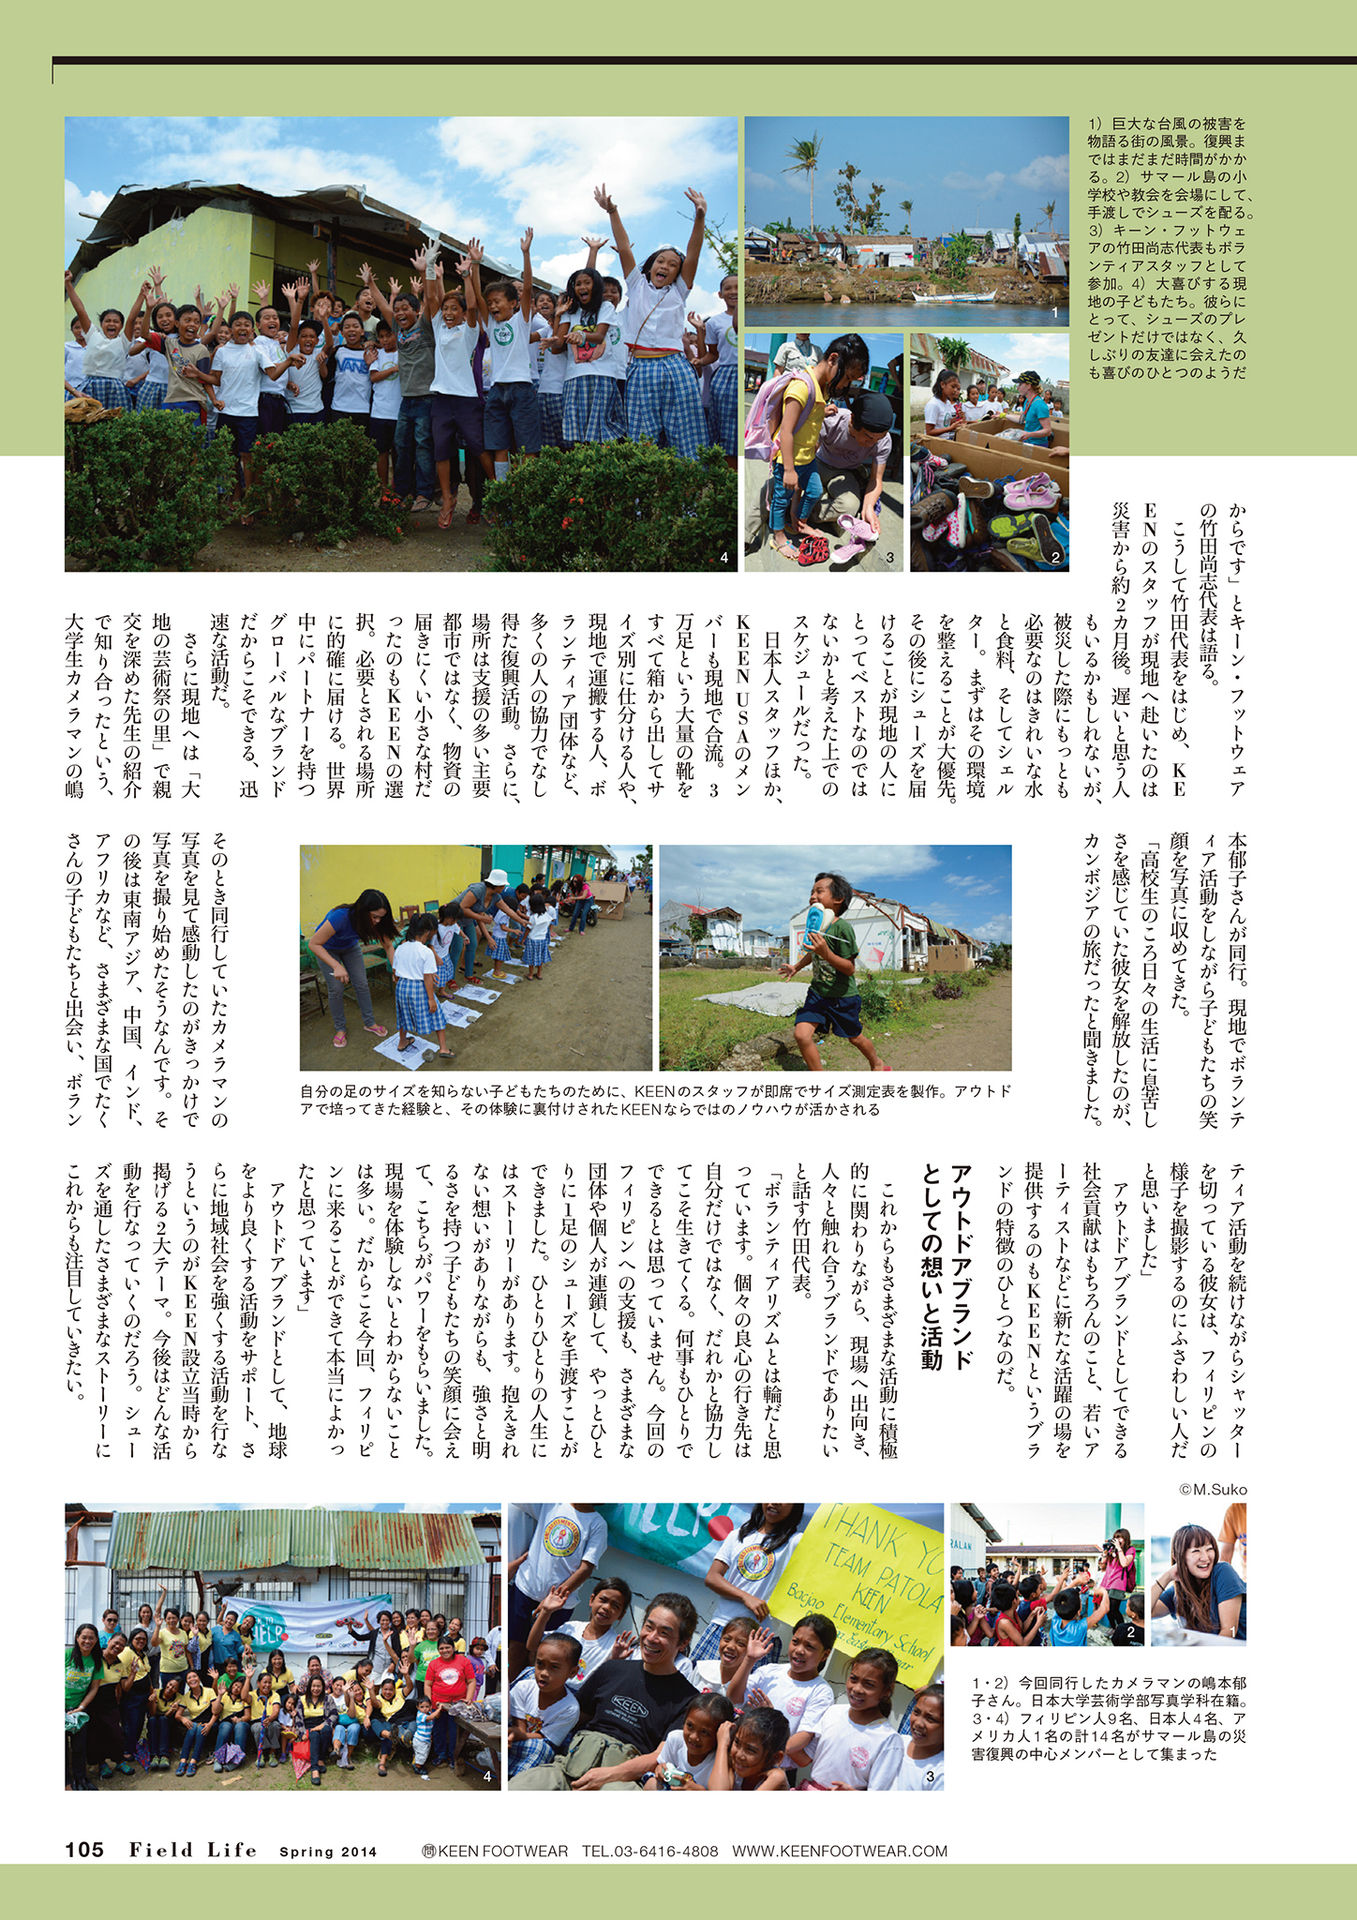 1）巨大な台風の被害を
物語る街の風景。復興ま
ではまだまだ時間がかか
る。2）サマール島の小
学校や教会を会場にして、
手渡しでシューズを配る。
3）キーン・フットウェ
アの竹田尚志代表もボラ
ンティアスタッフとして
参加。4）大喜びする現
地の子どもたち。彼らに
とって、シューズのプレ
ゼントだけではなく、久
しぶりの友達に会えたの
も喜びのひとつのようだ
1
2
3
4
VANS
からです」とキーン・フットウェア
の竹田尚志代表は語る。
こうして竹田代表をはじめ、KE
ENのスタッフが現地へ赴いたのは
災害から約2カ月後。遅いと思う人
もいるかもしれないが、
被災した際にもっとも
必要なのはきれいな水
と食料、そしてシェル
ター。まずはその環境
を整えることが大優先。
その後にシューズを届
けることが現地の人に
とってベストなのでは
ないかと考えた上での
スケジュールだった。
日本人スタッフほか、
KEEN USAのメン
バーも現地で合流。3
万足という大量の靴を
すべて箱から出してサ
イズ別に仕分ける人や、
現地で運搬する人、ボ
ランティア団体など、
多くの人の協力でなし
得た復興活動。さらに、
場所は支援の多い主要
都市ではなく、物資の
届きにくい小さな村だ
ったのもKEENの選
択。必要とされる場所
に的確に届ける。世界
中にパートナーを持つ
グローバルなブランド
だからこそできる、迅
速な活動だ。
さらに現地へは「大
地の芸術祭の里」で親
交を深めた先生の紹介
で知り合ったという、
大学生カメラマンの嶋
本郁子さんが同行。現地でボランテ
ィア活動をしながら子どもたちの笑
顔を写真に収めてきた。
「高校生のころ日々の生活に息苦し
さを感じていた彼女を解放したのが、
カンボジアの旅だったと聞きました。
そのとき同行していたカメラマンの
写真を見て感動したのがきっかけで
写真を撮り始めたそうなんです。そ
の後は東南アジア、中国、インド、
アフリカなど、さまざまな国でたく
さんの子どもたちと出会い、ボラン
自分の足のサイズを知らない子どもたちのために、KEENのスタッフが即席でサイズ測定表を製作。アウトド
アで培ってきた経験と、その体験に裏付けされたKEENならではのノウハウが活かされる
ティア活動を続けながらシャッター
を切っている彼女は、フィリピンの
様子を撮影するのにふさわしい人だ
と思いました」
アウトドアブランドとしてできる
社会貢献はもちろんのこと、若いア
ーティストなどに新たな活躍の場を
提供するのもKEENというブラ
ンドの特徴のひとつなのだ。
アウトドアブランド
としての想いと活動
これからもさまざまな活動に積極
的に関わりながら、現場へ出向き、
人々と触れ合うブランドでありたい
と話す竹田代表。
「ボランティアリズムとは輪だと思
っています。個々の良心の行き先は
自分だけではなく、だれかと協力し
てこそ生きてくる。何事もひとりで
できるとは思っていません。今回の
フィリピンへの支援も、さまざまな
団体や個人が連鎖して、やっとひと
りに1足のシューズを手渡すことが
できました。ひとりひとりの人生に
はストーリーがあります。抱えきれ
ない想いがありながらも、強さと明
るさを持つ子どもたちの笑顔に会え
て、こちらがパワーをもらいました。
現場を体験しないとわからないこと
は多い。だからこそ今回、フィリピ
ンに来ることができて本当によかっ
たと思っています」
アウトドアブランドとして、地球
をより良くする活動をサポート、さ
らに地域社会を強くする活動を行な
うというのがKEEN設立当時から
掲げる2大テーマ。今後はどんな活
動を行なっていくのだろう。シュー
ズを通したさまざまなストーリーに
これからも注目していきたい。
©M.Suko
1
2
3
4
HELP
HELP
THANK YO
TEAM PATOLA
KEEN
Bacjao Elementary School
KEEN
RALAN
1・2）今回同行したカメラマンの嶋本郁
子さん。日本大学芸術学部写真学科在籍。
3・4）フィリピン人9名、日本人4名、ア
メリカ人1名の計14名がサマール島の災
害復興の中心メンバーとして集まった
105 Field Life Spring 2014 ㉄KEEN FOOTWEAR TEL.03-6416-4808 WWW.KEENFOOTWEAR.COM